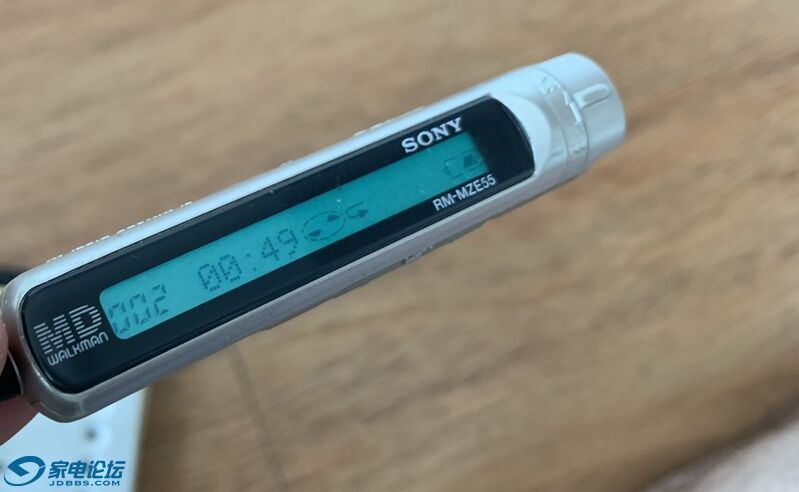 SONY
RM-MZE55
002 00:49
MD
WALKMAN
家电论坛
JDBBS.COM